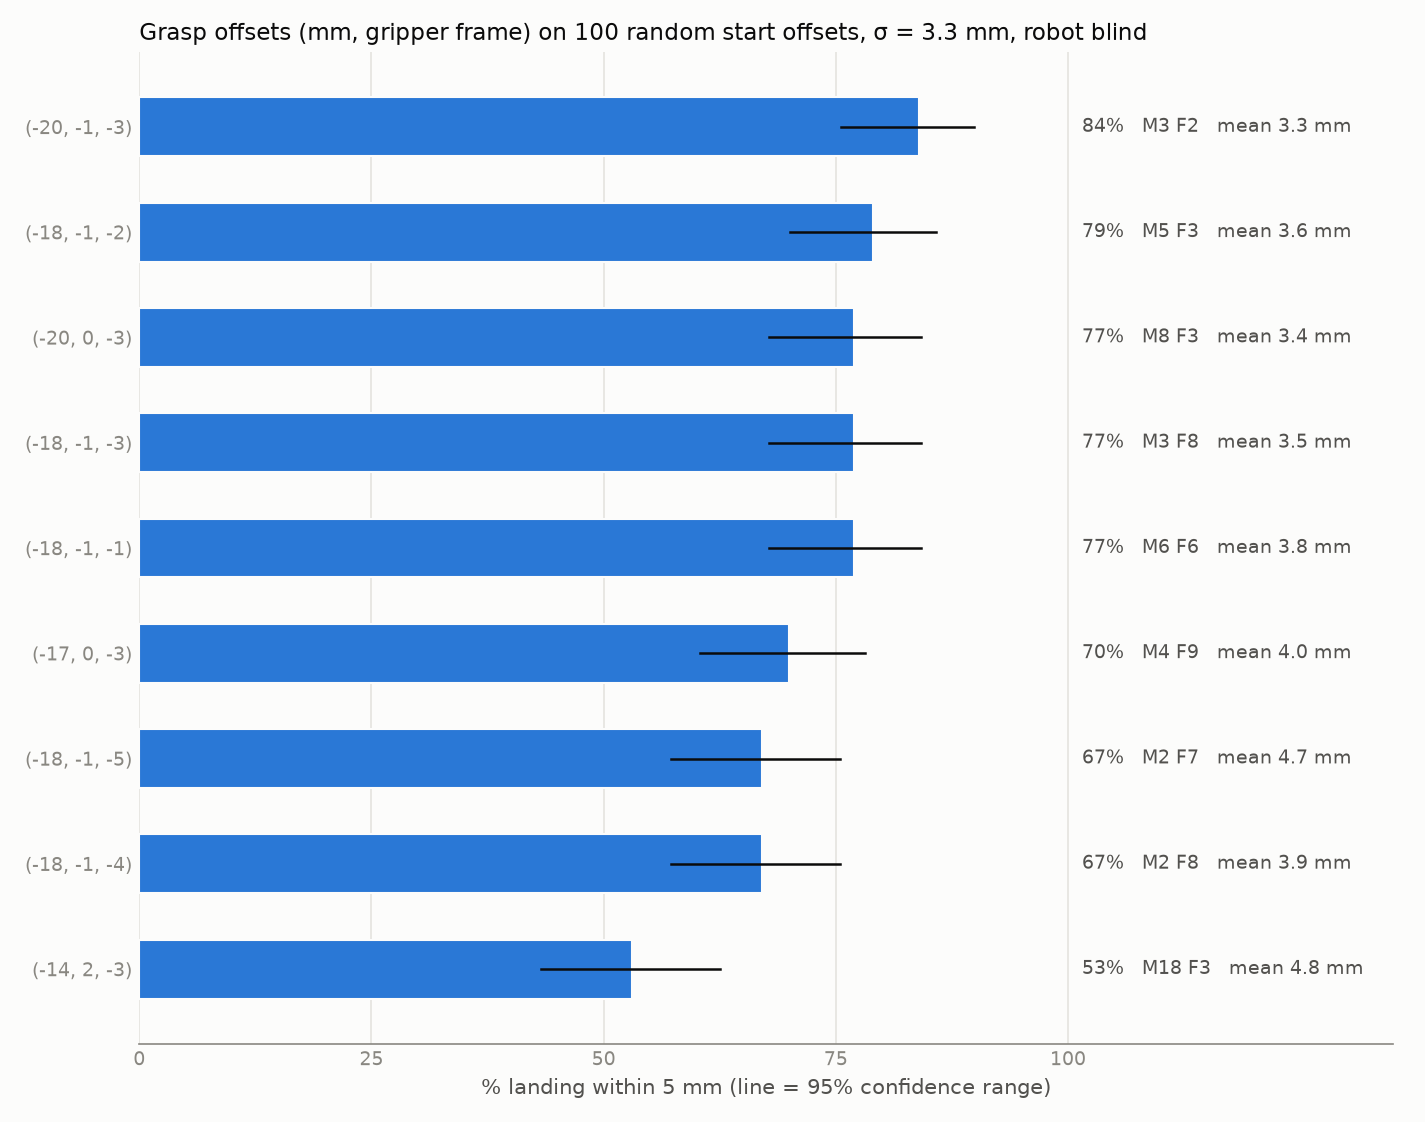 Grasp offsets (mm, gripper frame) on 100 random start offsets, σ = 3.3 mm, robot blind
(-20, -1, -3) 84% M3 F2 mean 3.3 mm
(-18, -1, -2) 79% M5 F3 mean 3.6 mm
(-20, 0, -3) 77% M8 F3 mean 3.4 mm
(-18, -1, -3) 77% M3 F8 mean 3.5 mm
(-18, -1, -1) 77% M6 F6 mean 3.8 mm
(-17, 0, -3) 70% M4 F9 mean 4.0 mm
(-18, -1, -5) 67% M2 F7 mean 4.7 mm
(-18, -1, -4) 67% M2 F8 mean 3.9 mm
(-14, 2, -3) 53% M18 F3 mean 4.8 mm
0 25 50 75 100
% landing within 5 mm (line = 95% confidence range)